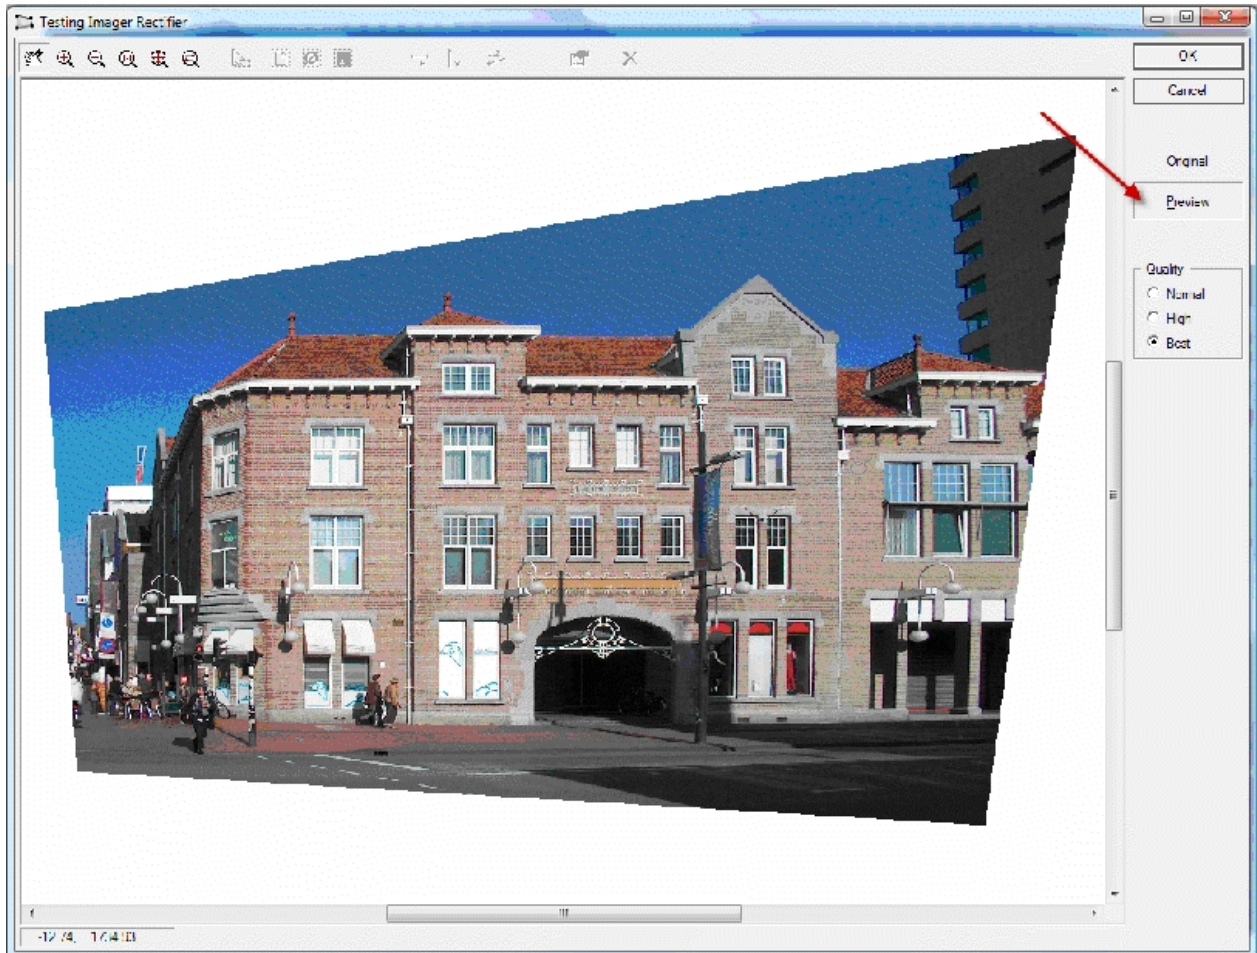 Testing Imager Rectifier
OK
Cancel
Original
Preview
Quality
Normal
High
Best